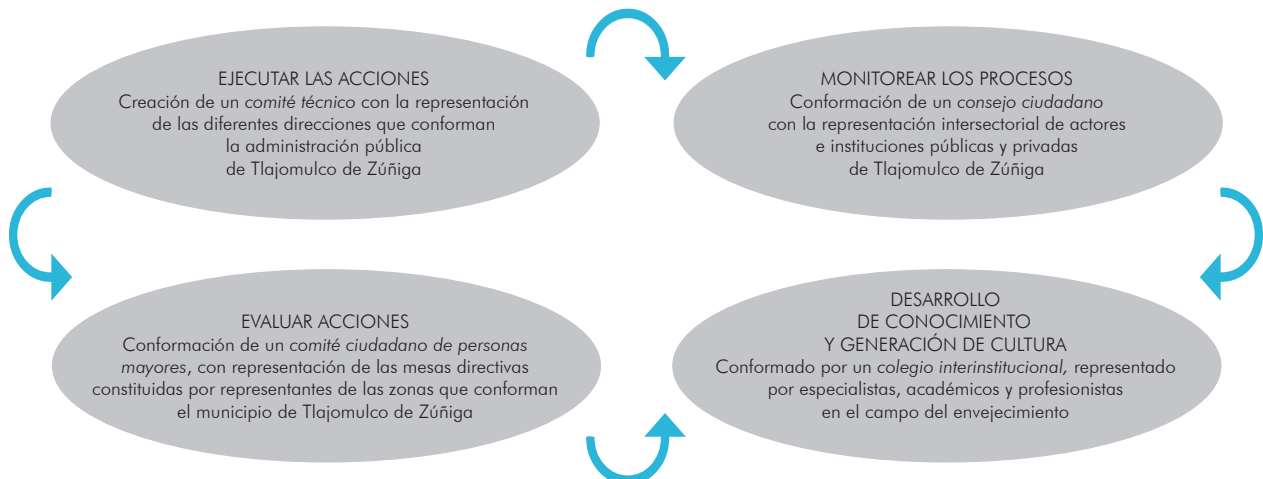 EJECUTAR LAS ACCIONES
Creación de un comité técnico con la representación
de las diferentes direcciones que conforman
la administración pública
de Tlajomulco de Zúñiga
MONITOREAR LOS PROCESOS
Conformación de un consejo ciudadano
con la representación intersectorial de actores
e instituciones públicas y privadas
de Tlajomulco de Zúñiga
EVALUAR ACCIONES
Conformación de un comité ciudadano de personas
mayores, con representación de las mesas directivas
constituidas por representantes de las zonas que conforman
el municipio de Tlajomulco de Zúñiga
DESARROLLO
DE CONOCIMIENTO
Y GENERACIÓN DE CULTURA
Conformado por un colegio interinstitucional, representado
por especialistas, académicos y profesionistas
en el campo del envejecimiento